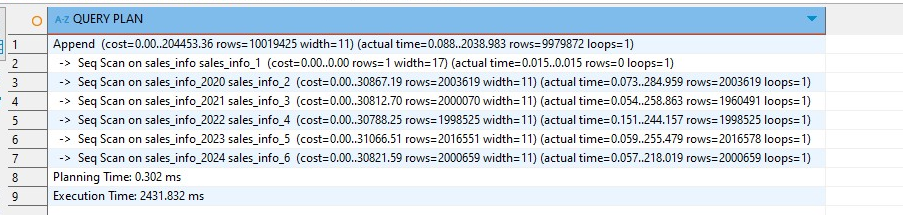 A-Z QUERY PLAN
1 Append (cost=0.00..204453.36 rows=10019425 width=11) (actual time=0.088..2038.983 rows=9979872 loops=1)
2 -> Seq Scan on sales_info sales_info_1 (cost=0.00..0.00 rows=1 width=17) (actual time=0.015..0.015 rows=0 loops=1)
3 -> Seq Scan on sales_info_2020 sales_info_2 (cost=0.00..30867.19 rows=2003619 width=11) (actual time=0.073..284.959 rows=2003619 loops=1)
4 -> Seq Scan on sales_info_2021 sales_info_3 (cost=0.00..30812.70 rows=2000070 width=11) (actual time=0.054..258.863 rows=1960491 loops=1)
5 -> Seq Scan on sales_info_2022 sales_info_4 (cost=0.00..30788.25 rows=1998525 width=11) (actual time=0.151..244.157 rows=1998525 loops=1)
6 -> Seq Scan on sales_info_2023 sales_info_5 (cost=0.00..31066.51 rows=2016551 width=11) (actual time=0.059..255.479 rows=2016578 loops=1)
7 -> Seq Scan on sales_info_2024 sales_info_6 (cost=0.00..30821.59 rows=2000659 width=11) (actual time=0.057..218.019 rows=2000659 loops=1)
8 Planning Time: 0.302 ms
9 Execution Time: 2431.832 ms